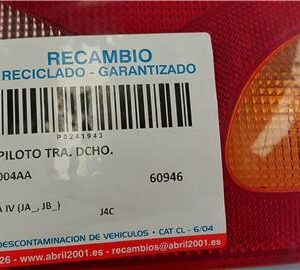 RECAMBIO
RECICLADO - GARANTIZADO
P0241943
PILOTO TRA. DCHO.
004AA
60946
IV (JA_, JB_)
J4C
DESCONTAMINACION DE VEHICULOS - CAT CL - 6/04
26 - www.abril2001.es - recambios@abril2001.es